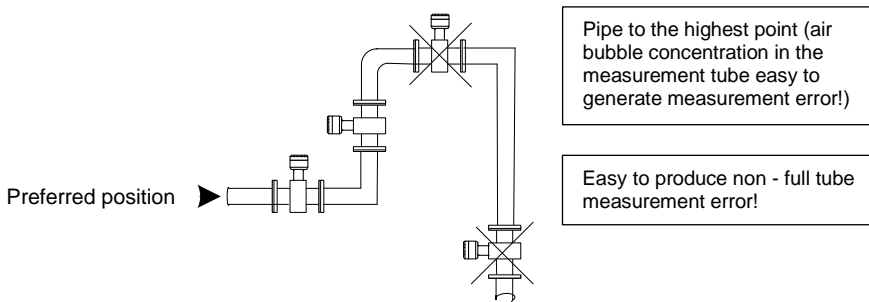 Pipe to the highest point (air
bubble concentration in the
measurement tube easy to
generate measurement error!)
Easy to produce non - full tube
measurement error!
Preferred position